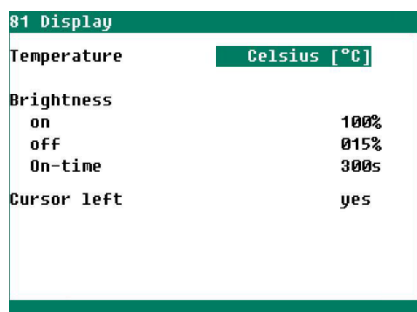 81 Display
Temperature Celsius [°C]
Brightness
on 100%
off 015%
On-time 300s
Cursor left yes